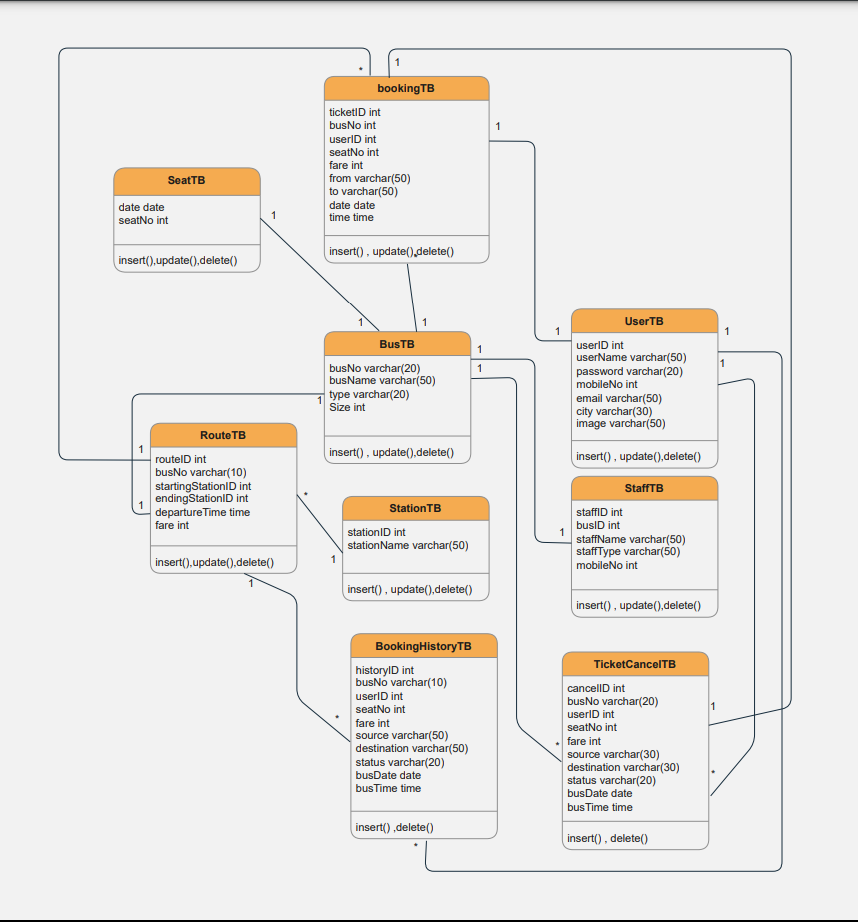 *
1
bookingTB
ticketID int
busNo int
userID int
seatNo int
fare int
from varchar(50)
to varchar(50)
date date
time time
insert() , update(),delete()
*
1
SeatTB
date date
seatNo int
insert(),update(),delete()
1
1
1
BusTB
busNo varchar(20)
busName varchar(50)
type varchar(20)
Size int
insert() , update(),delete()
1
1
1
1
UserTB
userID int
userName varchar(50)
password varchar(20)
mobileNo int
email varchar(50)
city varchar(30)
image varchar(50)
insert() , update(),delete()
1
1
RouteTB
routeID int
busNo varchar(10)
startingStationID int
endingStationID int
departureTime time
fare int
insert(),update(),delete()
1
1
1
*
StationTB
stationID int
stationName varchar(50)
insert() , update(),delete()
1
StaffTB
staffID int
busID int
staffName varchar(50)
staffType varchar(50)
mobileNo int
insert() , update(),delete()
1
BookingHistoryTB
historyID int
busNo varchar(10)
userID int
seatNo int
fare int
source varchar(50)
destination varchar(50)
status varchar(20)
busDate date
busTime time
insert() ,delete()
*
*
TicketCancelTB
cancelID int
busNo varchar(20)
userID int
seatNo int
fare int
source varchar(30)
destination varchar(30)
status varchar(20)
busDate date
busTime time
insert() , delete()
*
1
*